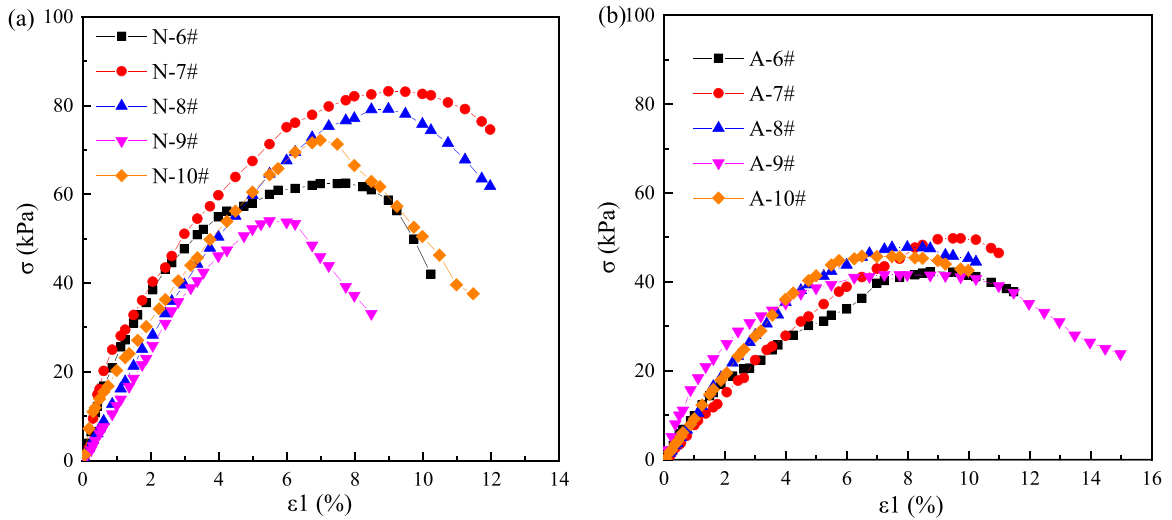 (a)
100
80
60
40
20
0
σ (kPa)
N-6#
N-7#
N-8#
N-9#
N-10#
0 2 4 6 8 10 12 14
ε1 (%)
(b)
100
80
60
40
20
0
σ (kPa)
A-6#
A-7#
A-8#
A-9#
A-10#
0 2 4 6 8 10 12 14 16
ε1 (%)